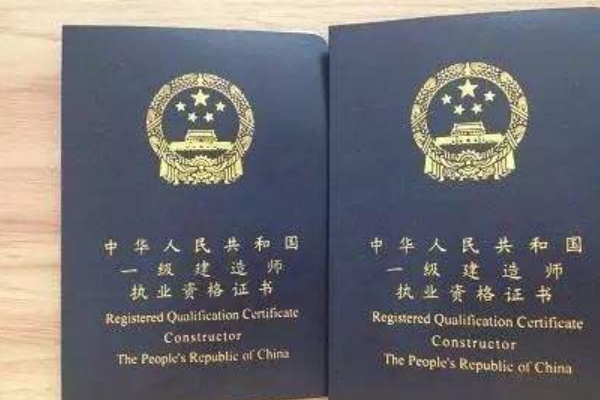 中华人民共和国
一级建造师
执业资格证书
Registered Qualification Certificate
Constructor
The People's Republic of China
中华人民共和国
一级建造师
执业资格证书
Registered Qualification Certificate
Constructor
The People's Republic of China